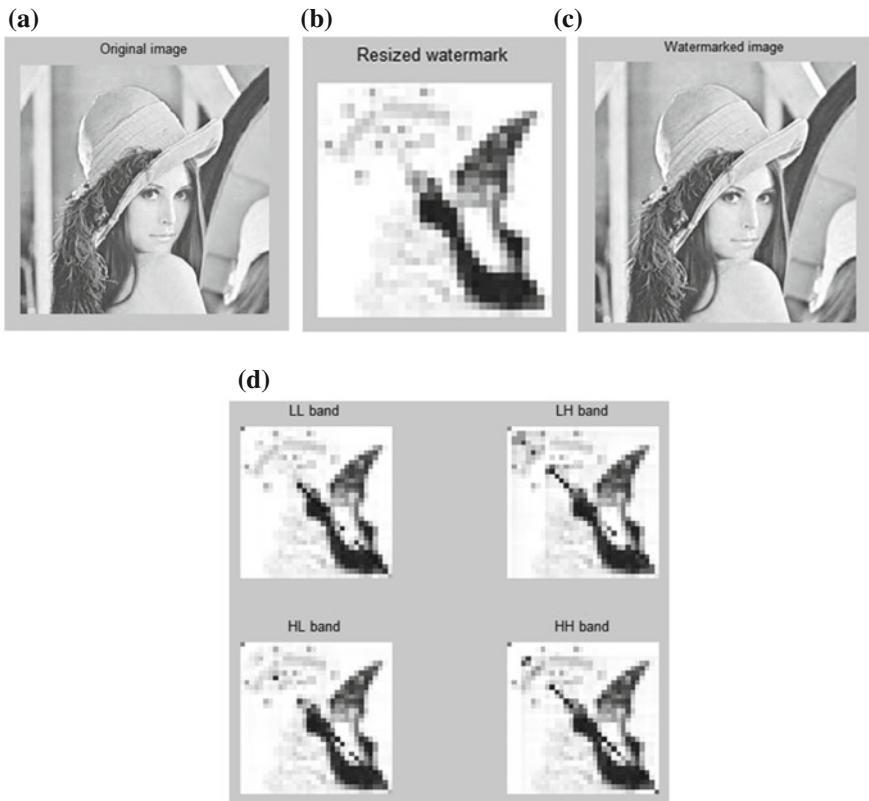 (a) (b) (c)
Original image
Resized watermark
Watermarked image
(d)
LL band
LH band
HL band
HH band